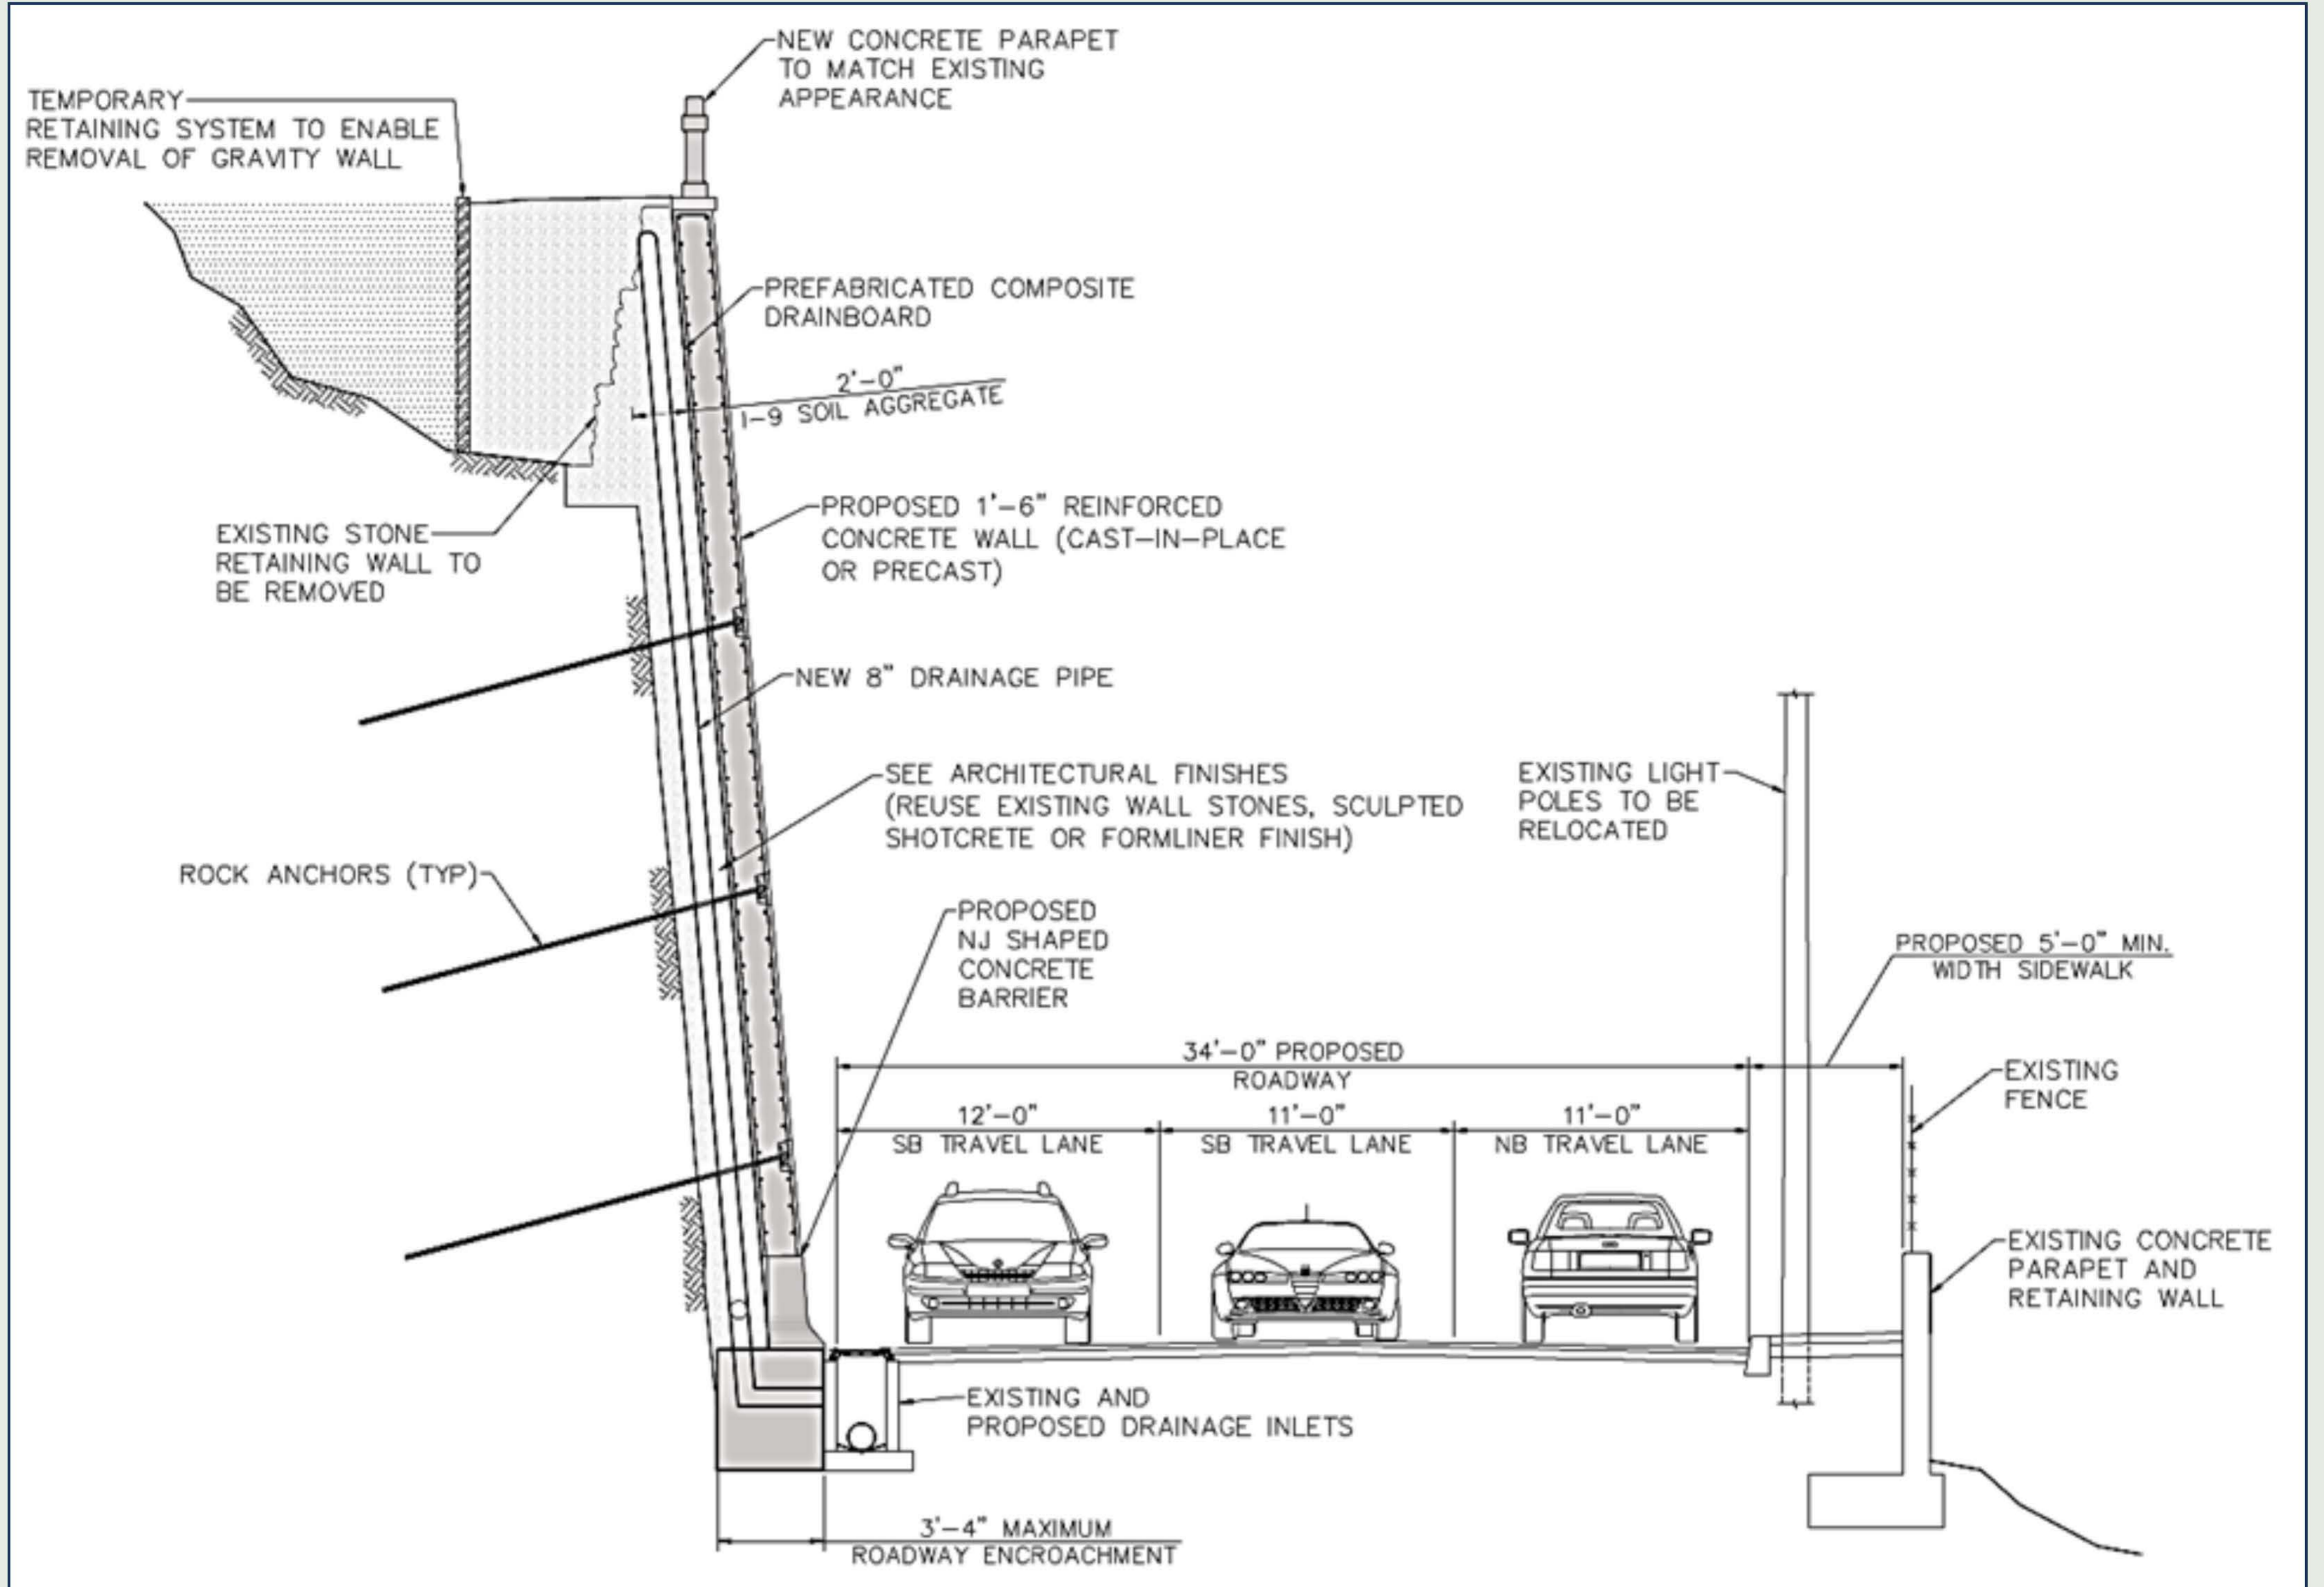 NEW CONCRETE PARAPET
TO MATCH EXISTING
APPEARANCE
TEMPORARY
RETAINING SYSTEM TO ENABLE
REMOVAL OF GRAVITY WALL
PREFABRICATED COMPOSITE
DRAINBOARD
2'-0"
I-9 SOIL AGGREGATE
PROPOSED 1'-6" REINFORCED
CONCRETE WALL (CAST-IN-PLACE
OR PRECAST)
EXISTING STONE
RETAINING WALL TO
BE REMOVED
NEW 8" DRAINAGE PIPE
SEE ARCHITECTURAL FINISHES
(REUSE EXISTING WALL STONES, SCULPTED
SHOTCRETE OR FORMLINER FINISH)
EXISTING LIGHT
POLES TO BE
RELOCATED
ROCK ANCHORS (TYP)
PROPOSED
NJ SHAPED
CONCRETE
BARRIER
PROPOSED 5'-0" MIN.
WIDTH SIDEWALK
34'-0" PROPOSED
ROADWAY
EXISTING
FENCE
12'-0"
SB TRAVEL LANE
11'-0"
SB TRAVEL LANE
11'-0"
NB TRAVEL LANE
EXISTING CONCRETE
PARAPET AND
RETAINING WALL
EXISTING AND
PROPOSED DRAINAGE INLETS
3'-4" MAXIMUM
ROADWAY ENCROACHMENT